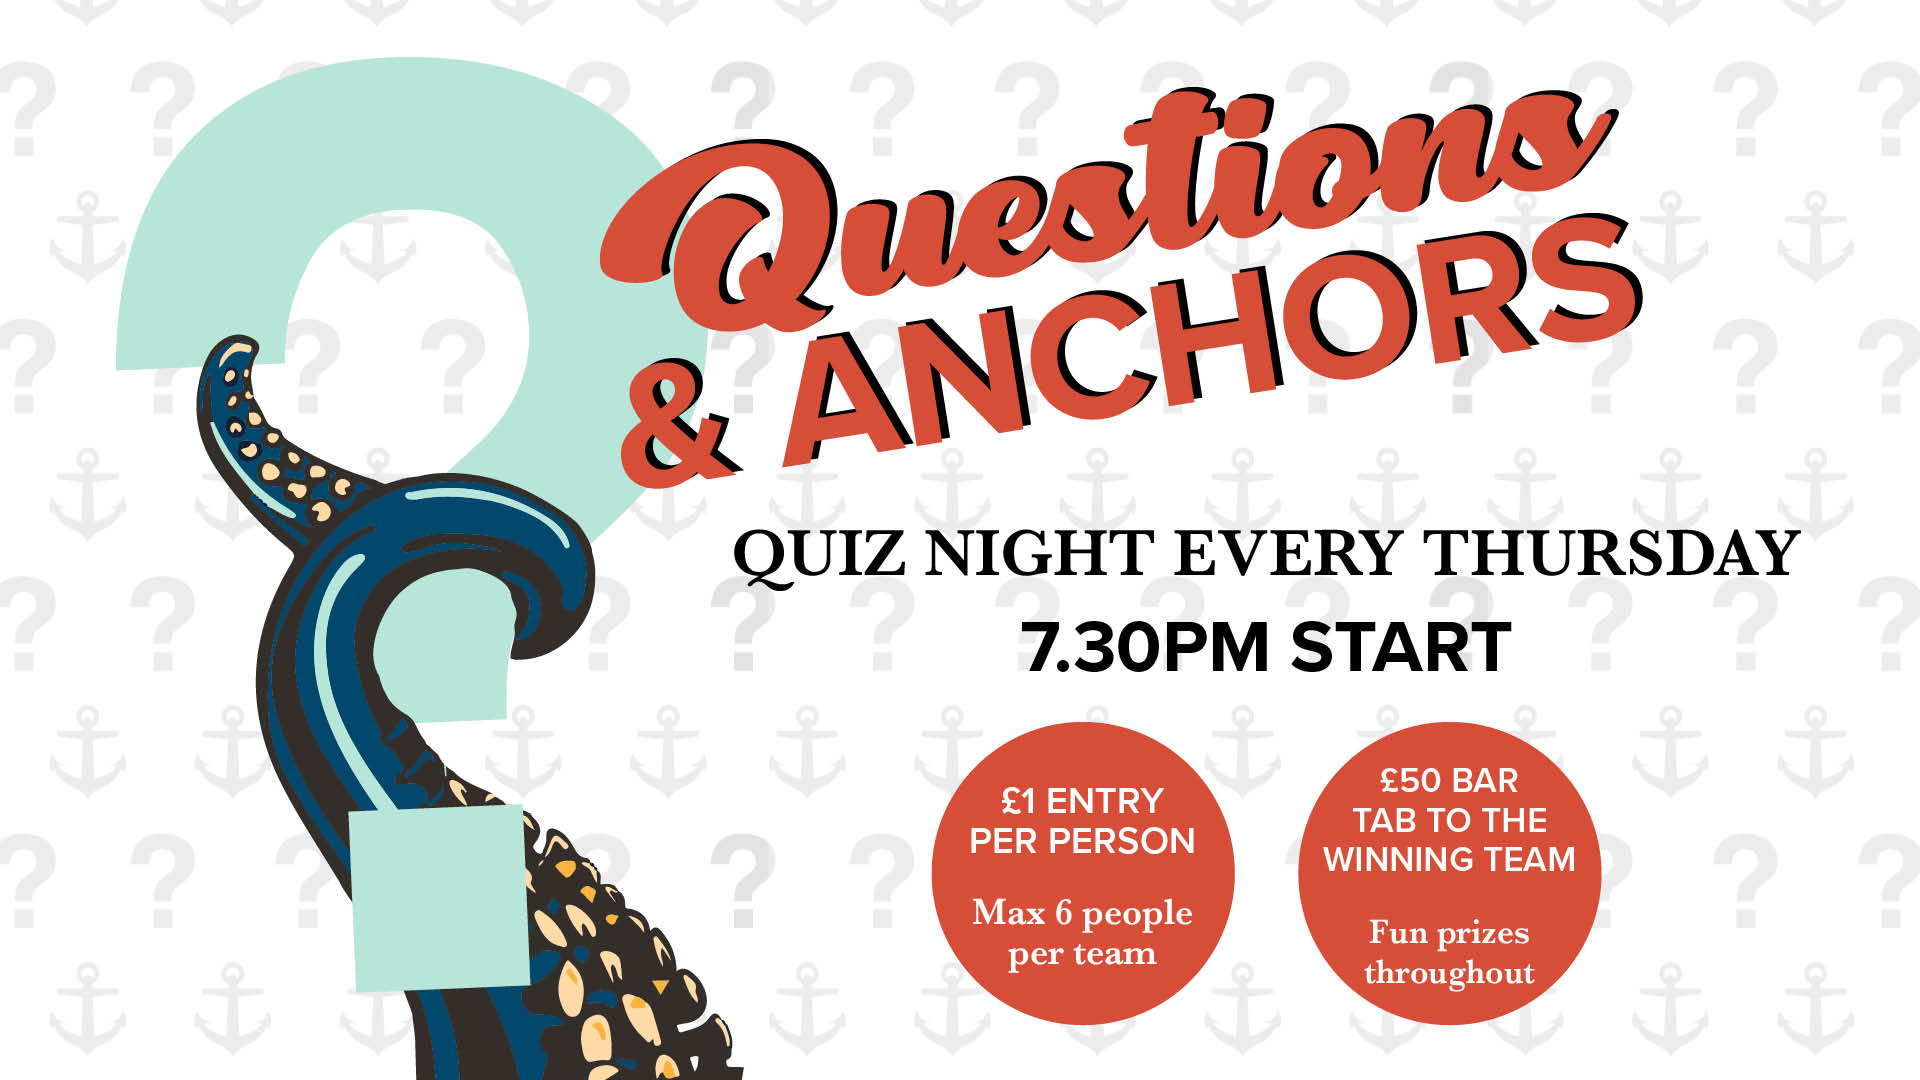 Questions
& ANCHORS
QUIZ NIGHT EVERY THURSDAY
7.30PM START
£1 ENTRY
PER PERSON
Max 6 people
per team
£50 BAR
TAB TO THE
WINNING TEAM
Fun prizes
throughout